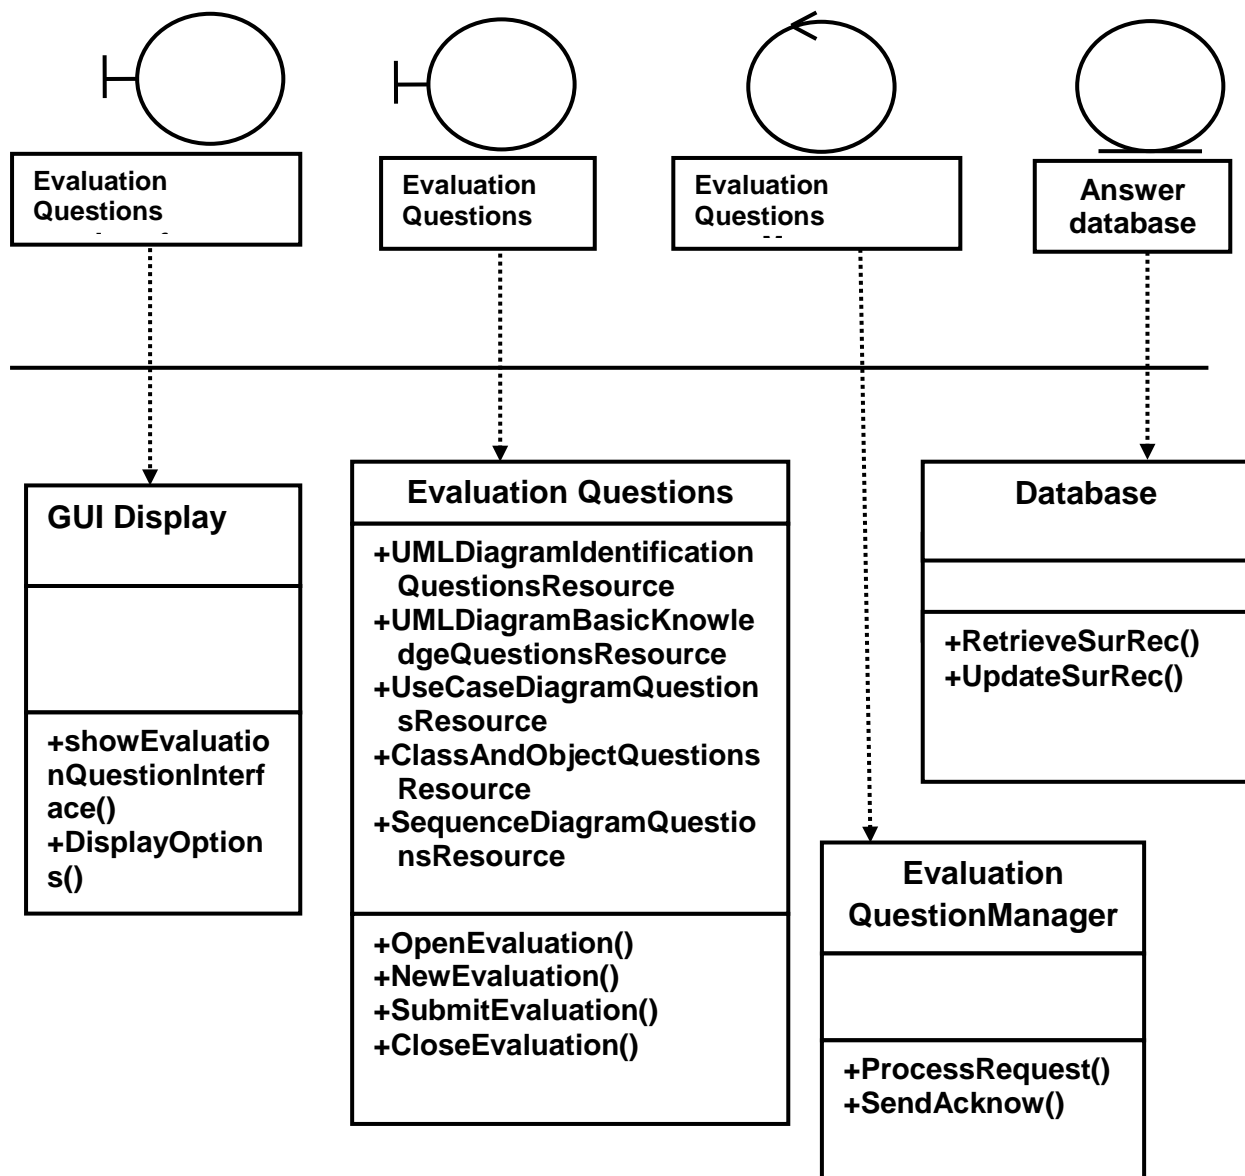 Evaluation
Questions
Evaluation
Questions
Evaluation
Questions
Answer
database
GUI Display
+showEvaluatio
nQuestionInterf
ace()
+DisplayOption
s()
Evaluation Questions
+UMLDiagramIdentification
QuestionsResource
+UMLDiagramBasicKnowle
dgeQuestionsResource
+UseCaseDiagramQuestion
sResource
+ClassAndObjectQuestions
Resource
+SequenceDiagramQuestio
nsResource
+OpenEvaluation()
+NewEvaluation()
+SubmitEvaluation()
+CloseEvaluation()
Database
+RetrieveSurRec()
+UpdateSurRec()
Evaluation
QuestionManager
+ProcessRequest()
+SendAcknow()